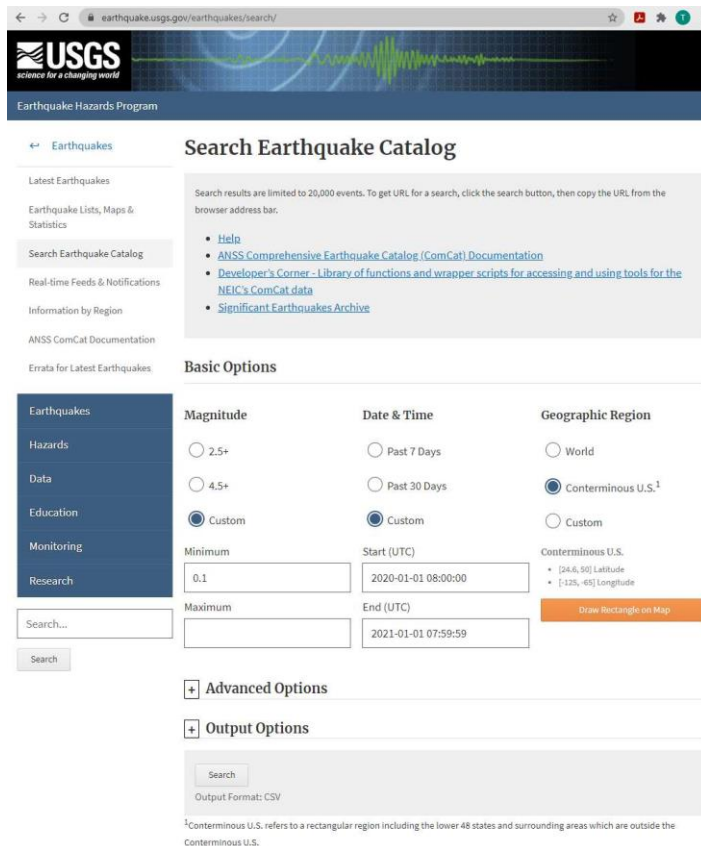 earthquake.usgs.gov/earthquakes/search/
T
USGS
science for a changing world
Earthquake Hazards Program
Earthquakes
Latest Earthquakes
Earthquake Lists, Maps &
Statistics
Search Earthquake Catalog
Real-time Feeds & Notifications
Information by Region
ANSS ComCat Documentation
Errata for Latest Earthquakes
Earthquakes
Hazards
Data
Education
Monitoring
Research
Search...
Search
Search Earthquake Catalog
Search results are limited to 20,000 events. To get URL for a search, click the search button, then copy the URL from the
browser address bar.
Help
ANSS Comprehensive Earthquake Catalog (ComCat) Documentation
Developer's Corner - Library of functions and wrapper scripts for accessing and using tools for the
NEIC's ComCat data
Significant Earthquakes Archive
Basic Options
Magnitude
2.5+
4.5+
Custom
Minimum
0.1
Maximum
Date & Time
Past 7 Days
Past 30 Days
Custom
Start (UTC)
2020-01-01 08:00:00
End (UTC)
2021-01-01 07:59:59
Geographic Region
World
Conterminous U.S.¹
Custom
Conterminous U.S.
[24.6, 50] Latitude
[-125, -65] Longitude
Draw Rectangle on Map
+ Advanced Options
+ Output Options
Search
Output Format: CSV
¹Conterminous U.S. refers to a rectangular region including the lower 48 states and surrounding areas which are outside the
Conterminous U.S.